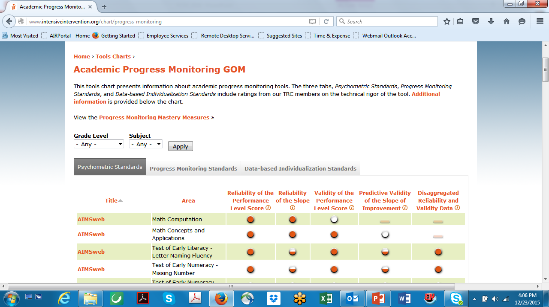 Academic Progress Monito...
www.intensiveintervention.org/chart/progress-monitoring
Search
Most Visited AIRPortal - Home Getting Started Employee Services Remote Desktop Servi... Suggested Sites Time & Expense Webmail Outlook Acc...
Home › Tools Charts ›
Academic Progress Monitoring GOM
This tools chart presents information about academic progress monitoring tools. The three tabs, Psychometric Standards, Progress Monitoring
Standards, and Data-based Individualization Standards include ratings from our TRC members on the technical rigor of the tool. Additional
information is provided below the chart.
View the Progress Monitoring Mastery Measures ►
Grade Level Subject
- Any - - Any - Apply
Psychometric Standards Progress Monitoring Standards Data-based Individualization Standards
Title Area Reliability of the Performance Level Score Reliability of the Slope Validity of the Performance Level Score Predictive Validity of the Slope of Improvement Disaggregated Reliability and Validity Data
AIMSweb Math Computation
AIMSweb Math Concepts and Applications
AIMSweb Test of Early Literacy - Letter Naming Fluency
AIMSweb Test of Early Numeracy - Missing Number
Test of Early Numeracy
4:06 PM
12/23/2015